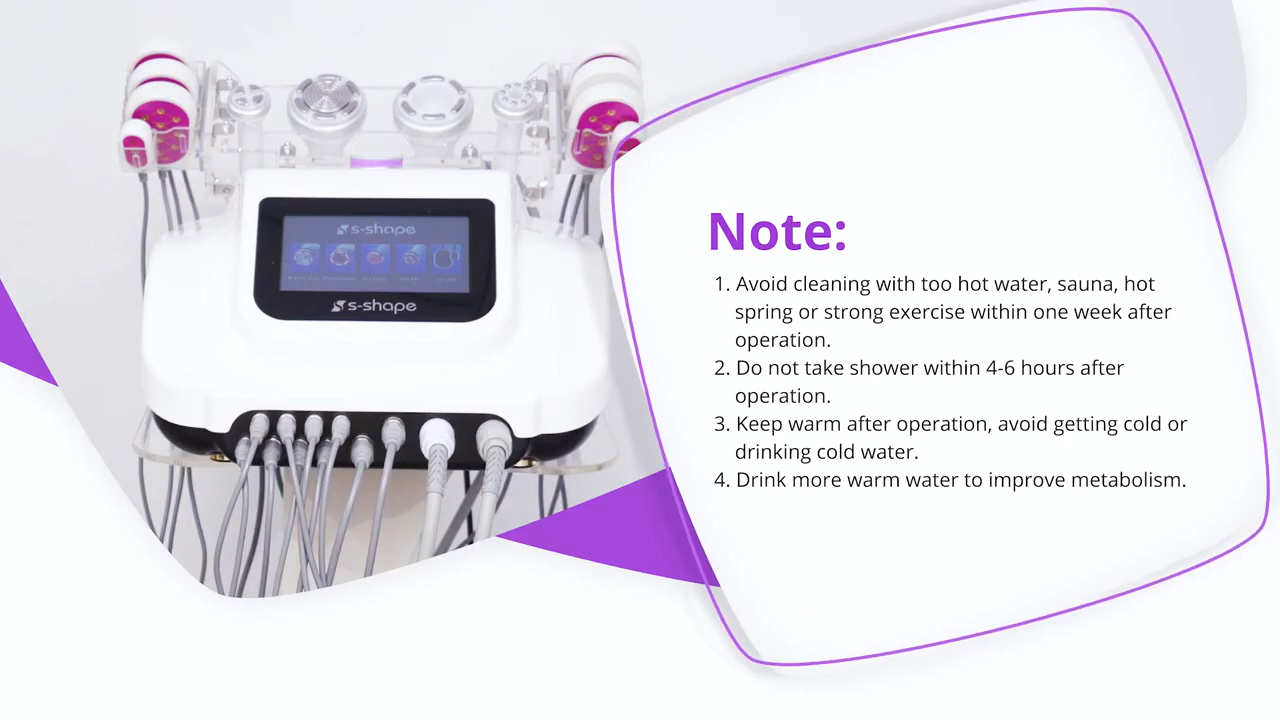 s-shape
s-shape
Note:
1. Avoid cleaning with too hot water, sauna, hot
spring or strong exercise within one week after
operation.
2. Do not take shower within 4-6 hours after
operation.
3. Keep warm after operation, avoid getting cold or
drinking cold water.
4. Drink more warm water to improve metabolism.